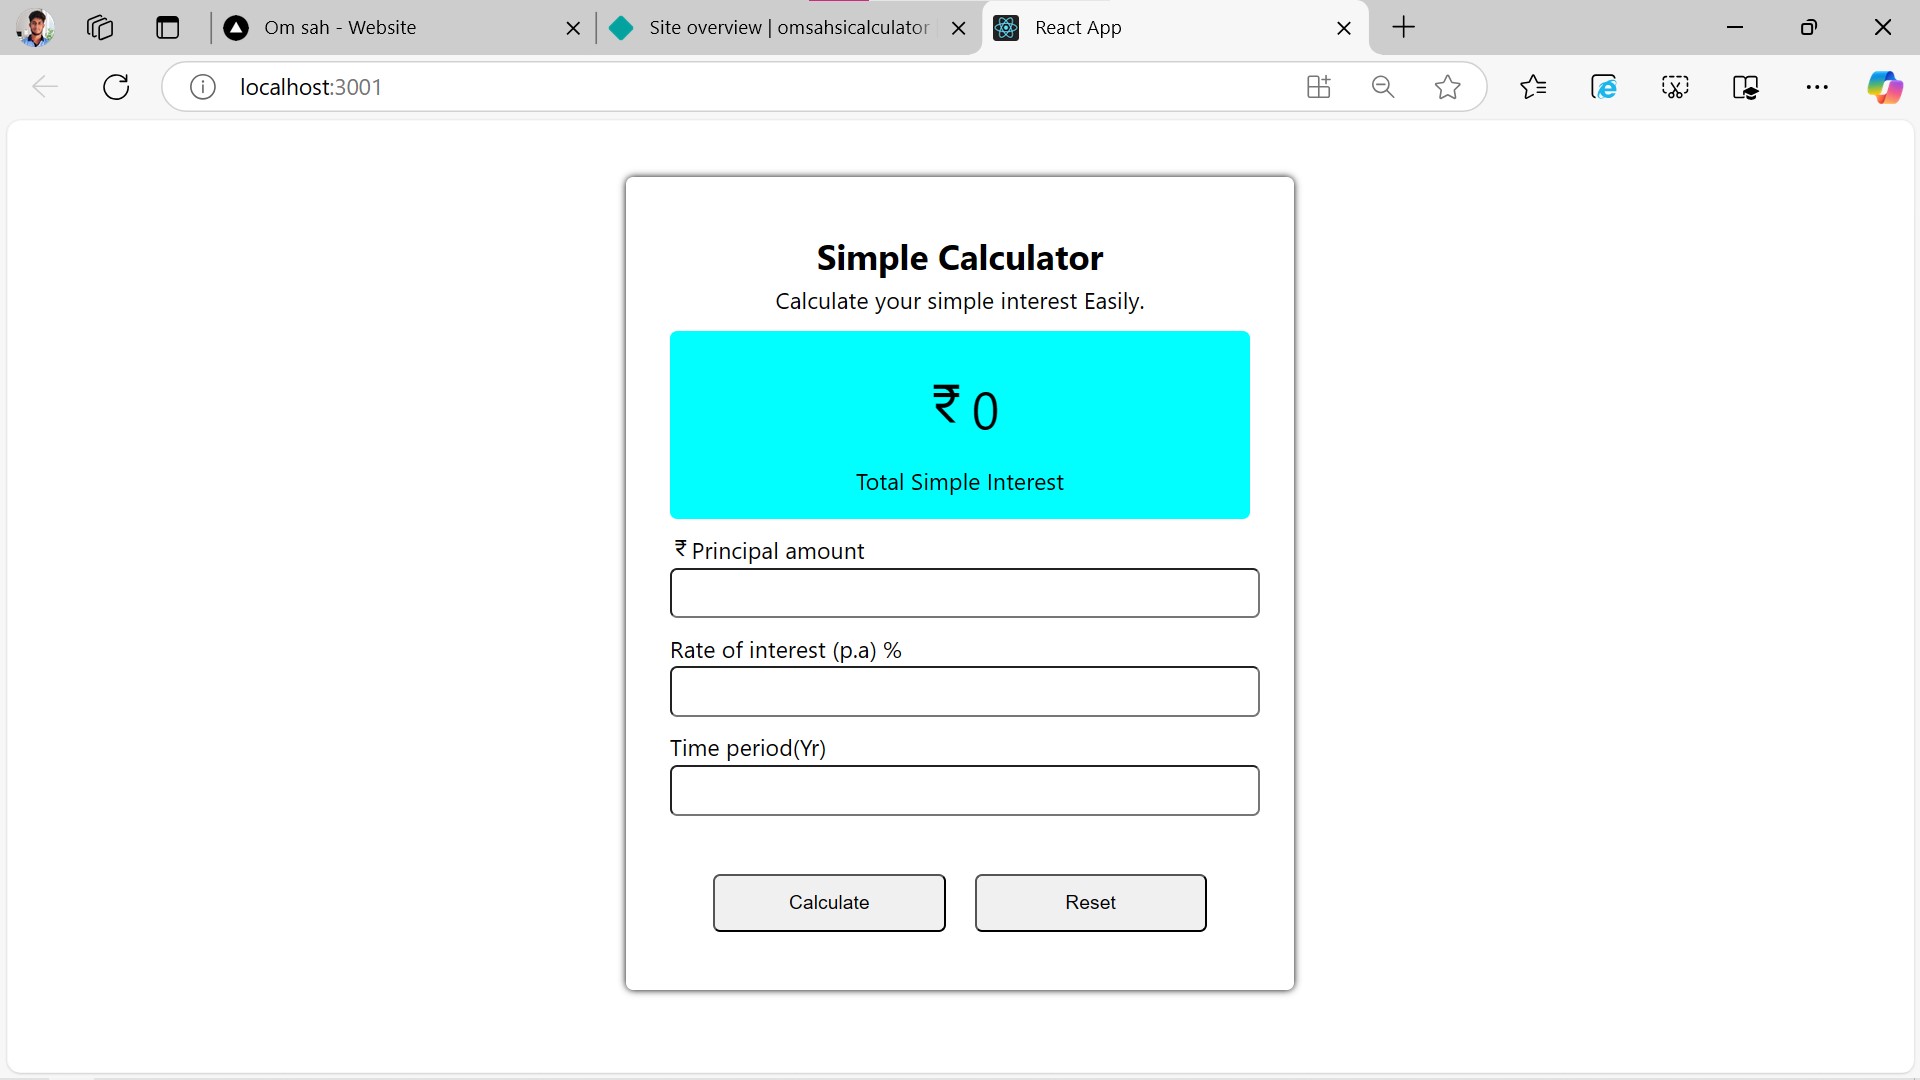 Om sah - Website
Site overview | omsahsicalculator
React App
localhost:3001
Simple Calculator
Calculate your simple interest Easily.
₹ 0
Total Simple Interest
₹ Principal amount
Rate of interest (p.a) %
Time period(Yr)
Calculate
Reset